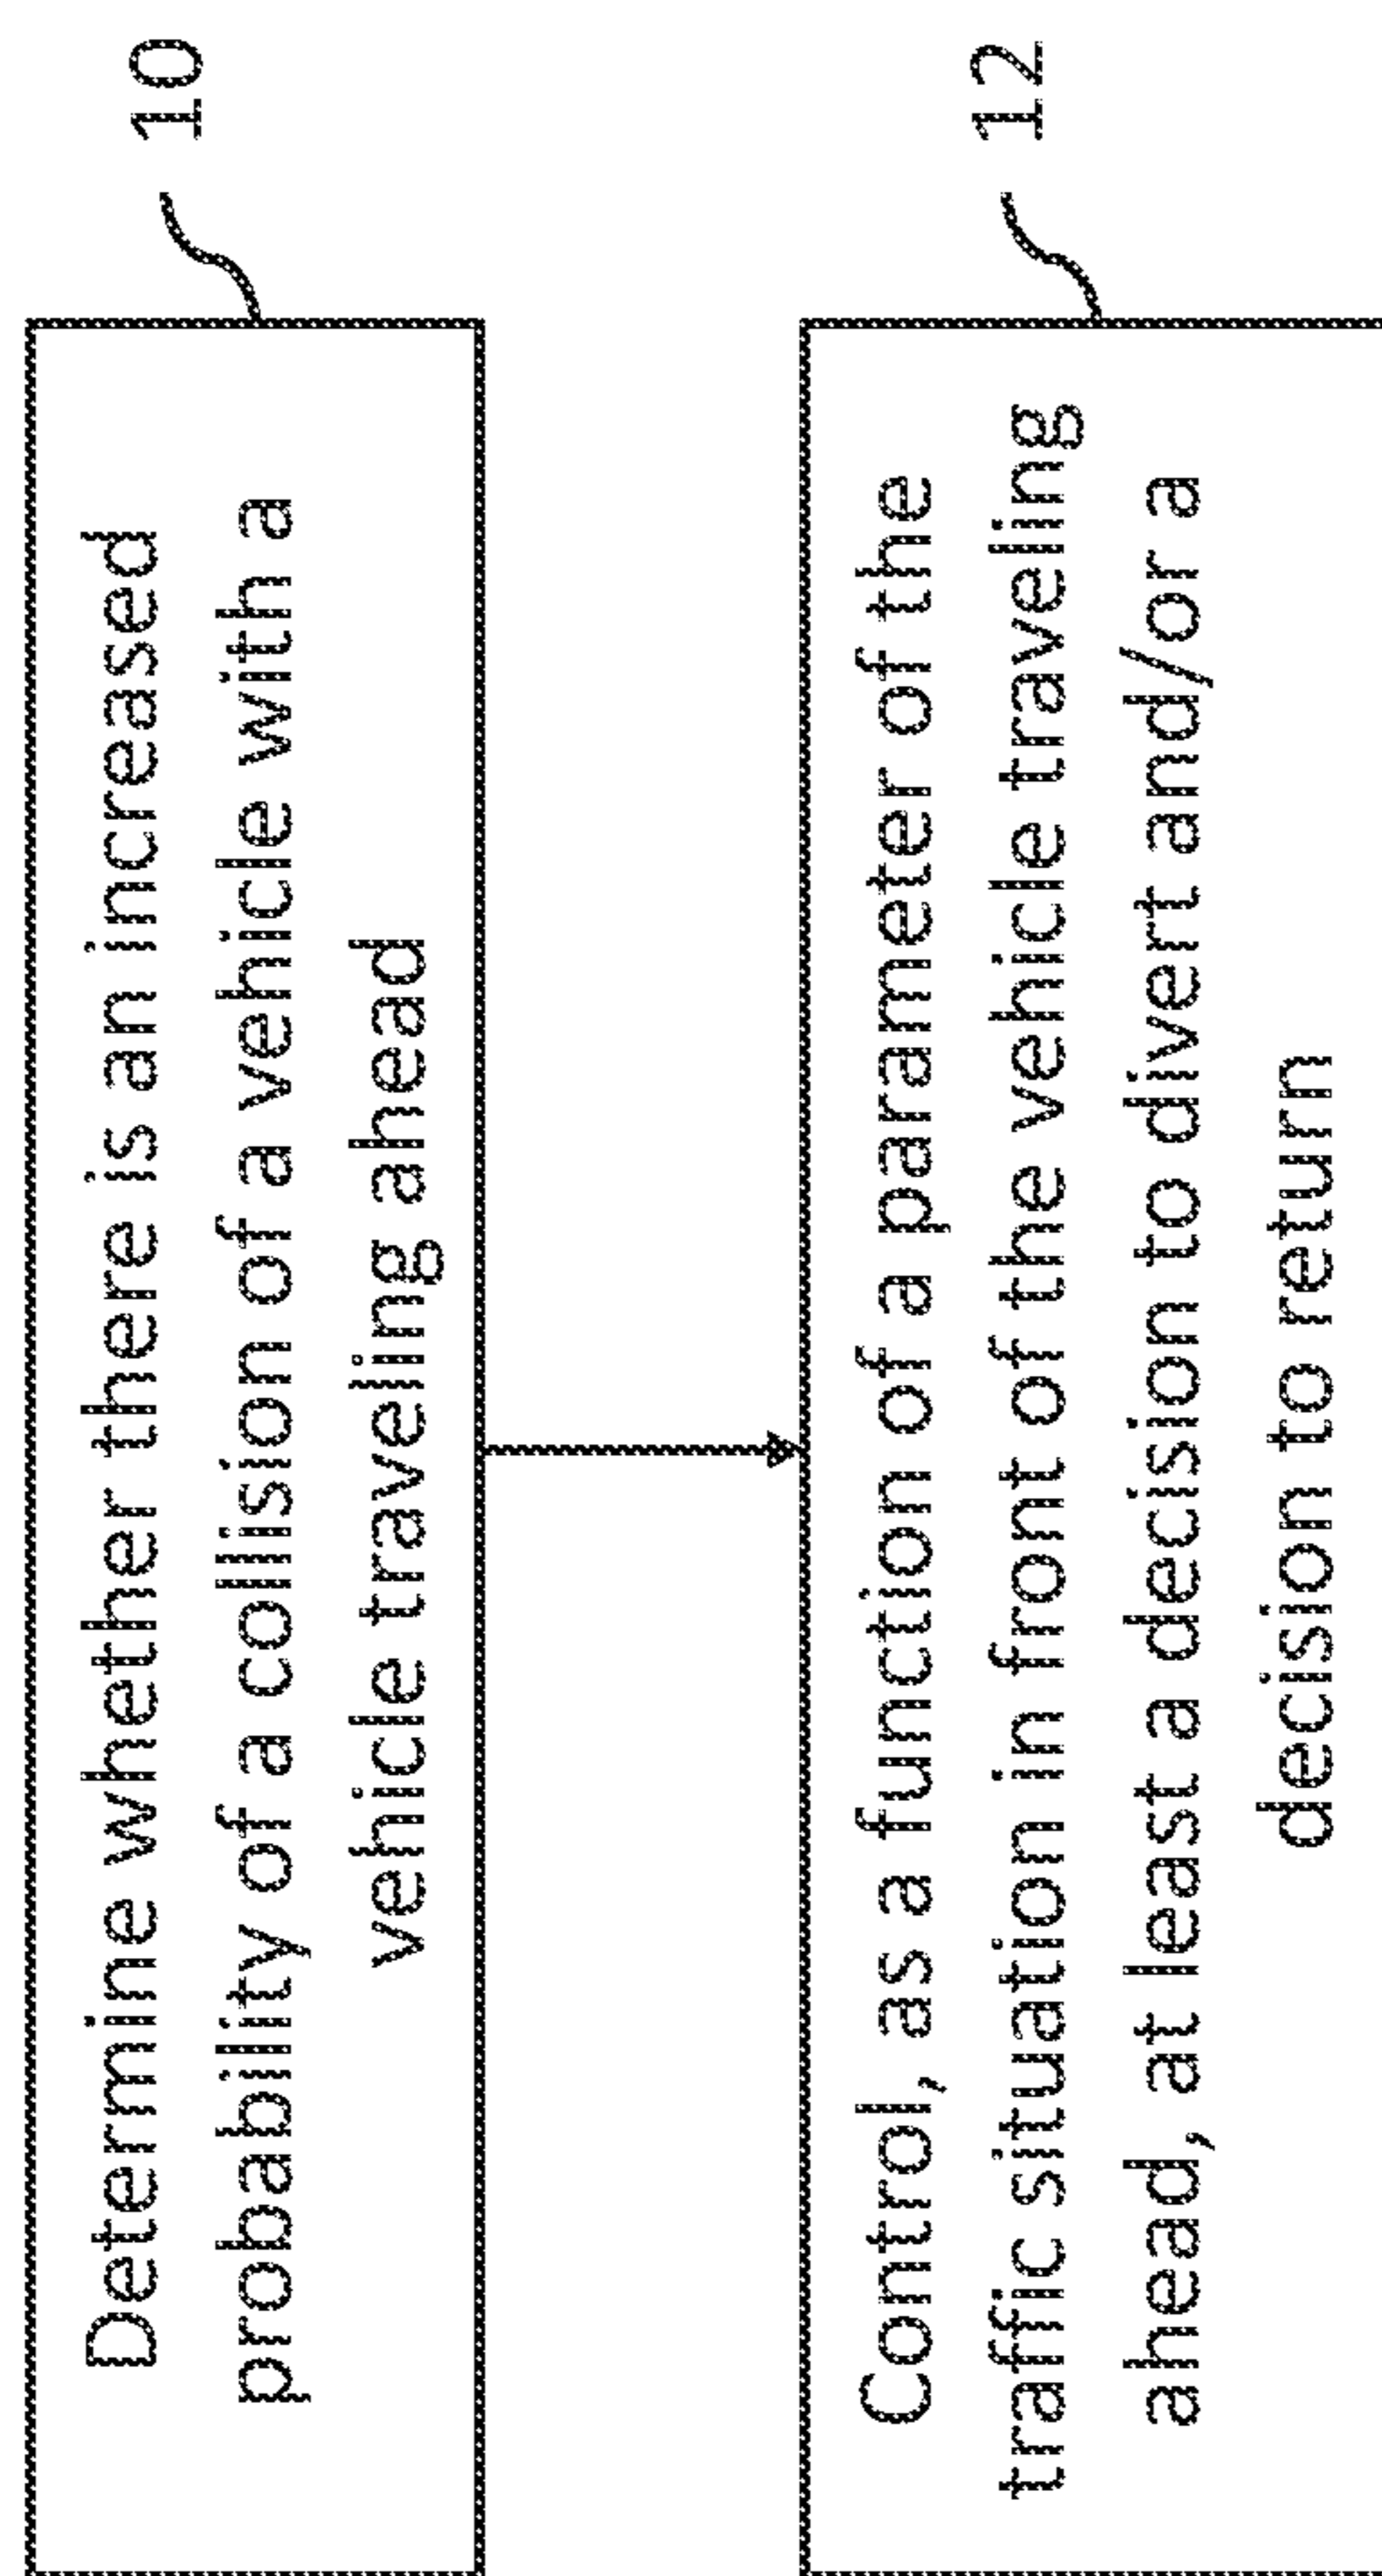 Determine whether there is an increased
probability of a collision of a vehicle with a
vehicle traveling ahead
10
Control, as a function of a parameter of the
traffic situation in front of the vehicle traveling
ahead, at least a decision to divert and/or a
decision to return
12